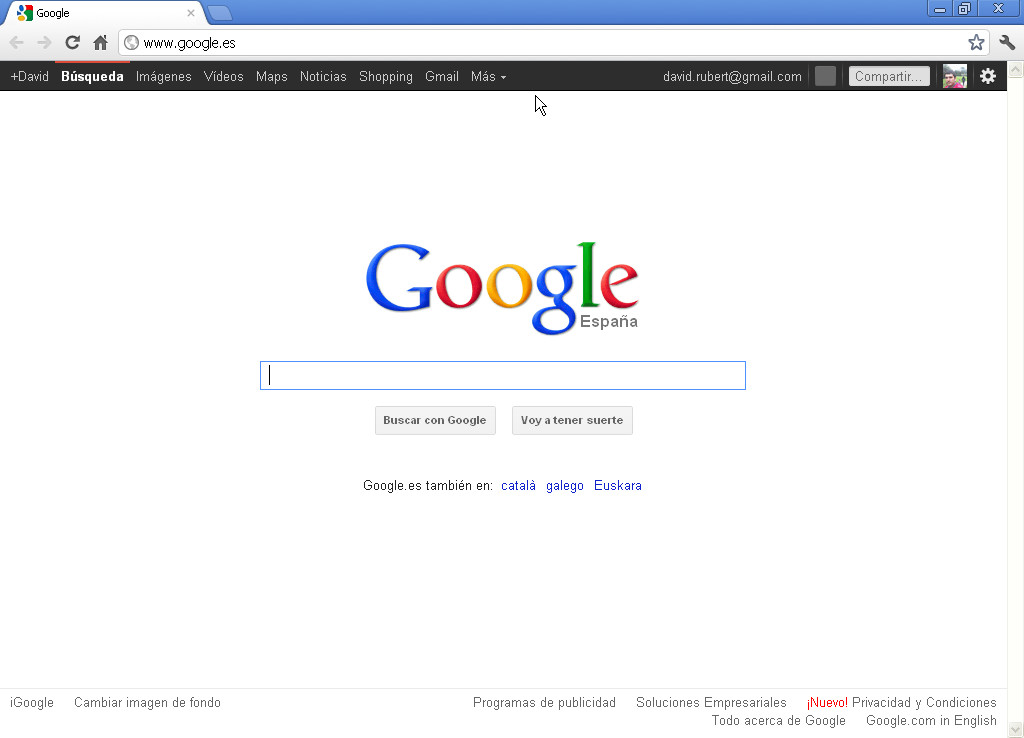 Google
www.google.es
+David Búsqueda Imágenes Vídeos Maps Noticias Shopping Gmail Más david.rubert@gmail.com Compartir...
Google
España
Buscar con Google Voy a tener suerte
Google.es también en: català galego Euskara
iGoogle Cambiar imagen de fondo Programas de publicidad Soluciones Empresariales ¡Nuevo! Privacidad y Condiciones
Todo acerca de Google Google.com in English